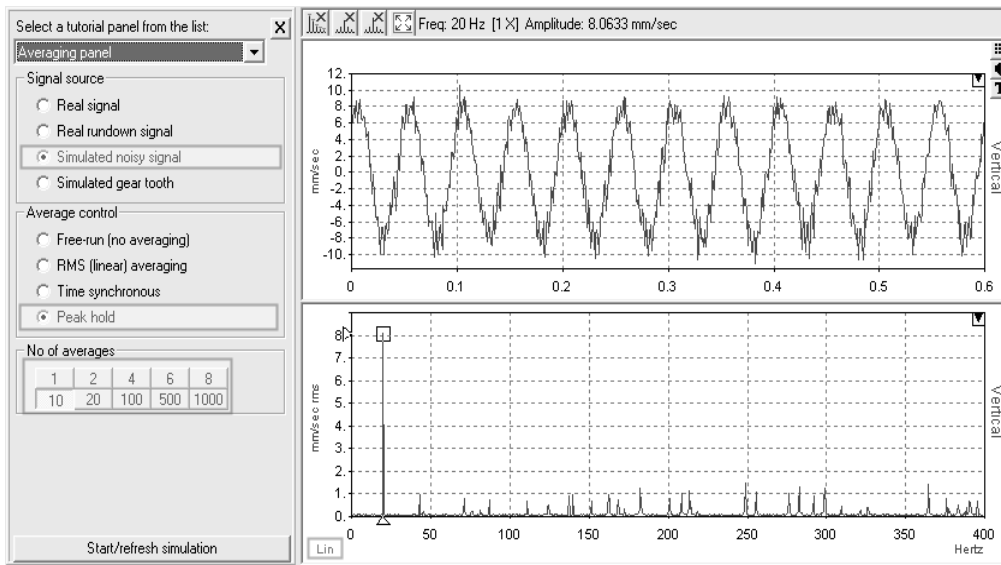 Select a tutorial panel from the list:
X
Averaging panel
Signal source
Real signal
Real rundown signal
Simulated noisy signal
Simulated gear tooth
Average control
Free-run (no averaging)
RMS (linear) averaging
Time synchronous
Peak hold
No of averages
1 2 4 6 8
10 20 100 500 1000
Start/refresh simulation
Freq: 20 Hz [1 X] Amplitude: 8.0633 mm/sec
12.
10.
8.
6.
4.
2.
0.
-2.
-4.
-6.
-8.
-10.
mm/sec
0 0.1 0.2 0.3 0.4 0.5 0.6
Vertical
T
8.
7.
6.
5.
4.
3.
2.
1.
0.
mm/sec rms
0 50 100 150 200 250 300 350 400
Hertz
Lin
Vertical